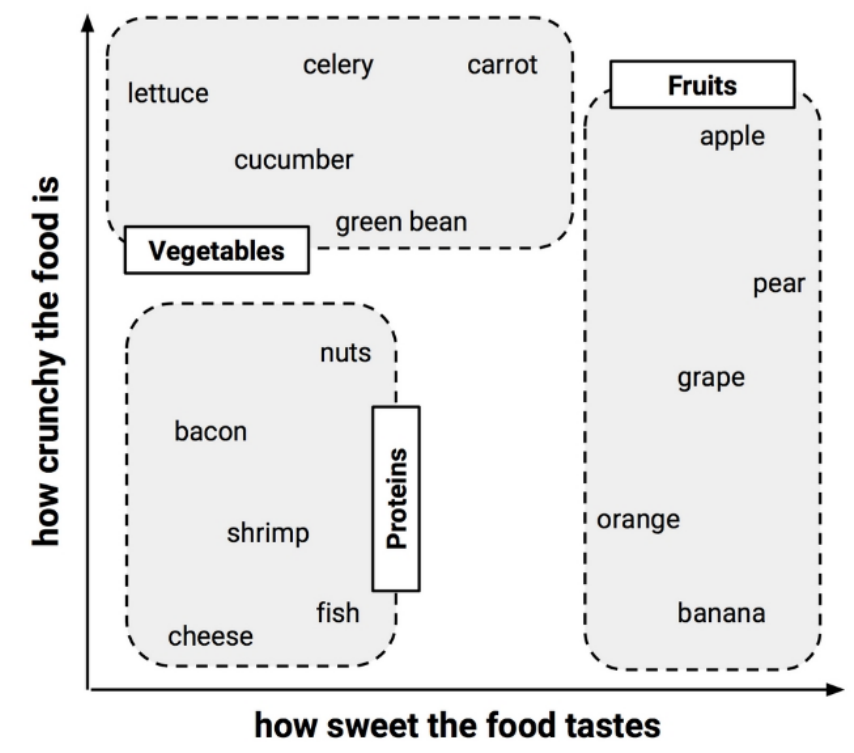 celery
carrot
lettuce
Fruits
apple
cucumber
green bean
Vegetables
pear
nuts
grape
bacon
Proteins
orange
shrimp
fish
banana
cheese
how crunchy the food is
how sweet the food tastes